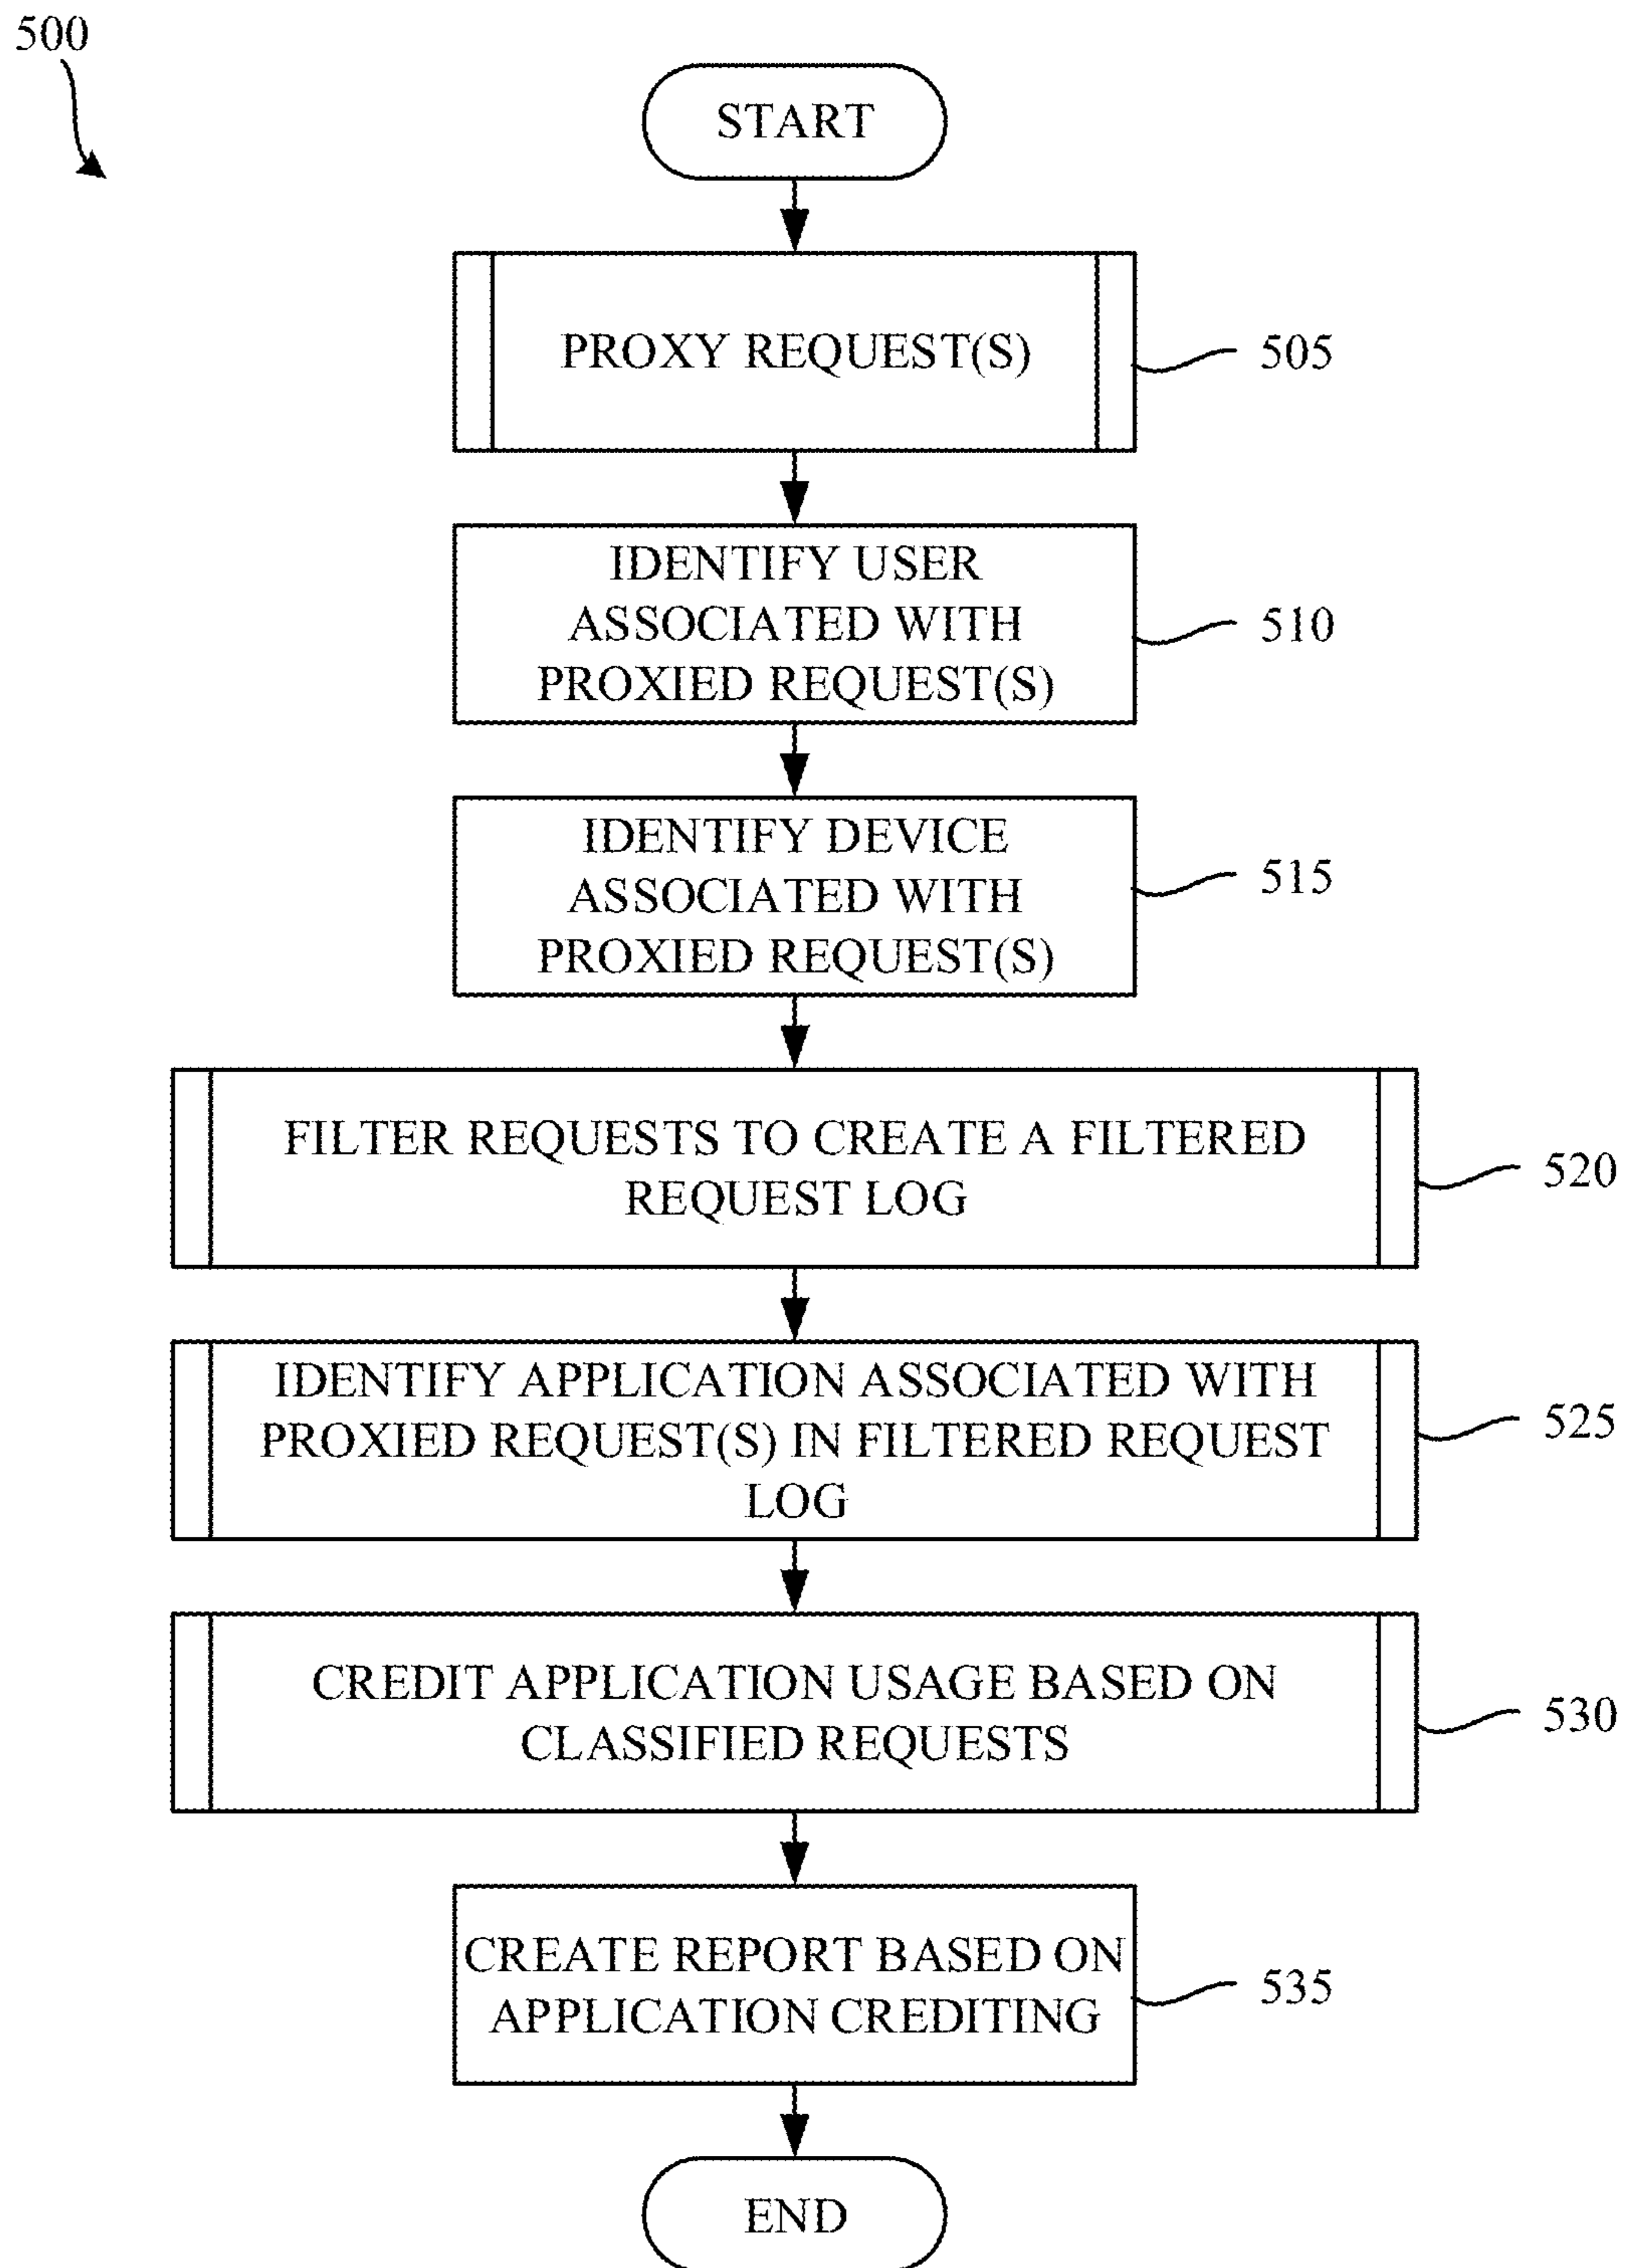 500
START
PROXY REQUEST(S)
505
IDENTIFY USER
ASSOCIATED WITH
PROXIED REQUEST(S)
510
IDENTIFY DEVICE
ASSOCIATED WITH
PROXIED REQUEST(S)
515
FILTER REQUESTS TO CREATE A FILTERED
REQUEST LOG
520
IDENTIFY APPLICATION ASSOCIATED WITH
PROXIED REQUEST(S) IN FILTERED REQUEST
LOG
525
CREDIT APPLICATION USAGE BASED ON
CLASSIFIED REQUESTS
530
CREATE REPORT BASED ON
APPLICATION CREDITING
535
END